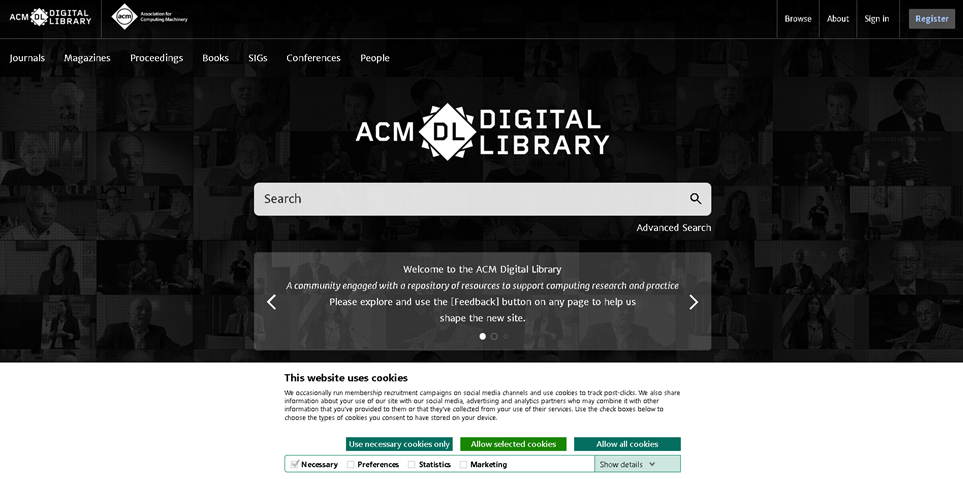 ACM DL DIGITAL LIBRARY
acm Association for Computing Machinery
Browse About Sign in Register
Journals Magazines Proceedings Books SIGs Conferences People
ACM DL DIGITAL LIBRARY
Search
Advanced Search
Welcome to the ACM Digital Library
A community engaged with a repository of resources to support computing research and practice
Please explore and use the [Feedback] button on any page to help us
shape the new site.
This website uses cookies
We occasionally run membership recruitment campaigns on social media channels and use cookies to track post-clicks. We also share
information about your use of our site with our social media, advertising and analytics partners who may combine it with other
information that you've provided to them or that they've collected from your use of their services. Use the check boxes below to
choose the types of cookies you consent to have stored on your device.
Use necessary cookies only Allow selected cookies Allow all cookies
Necessary Preferences Statistics Marketing Show details